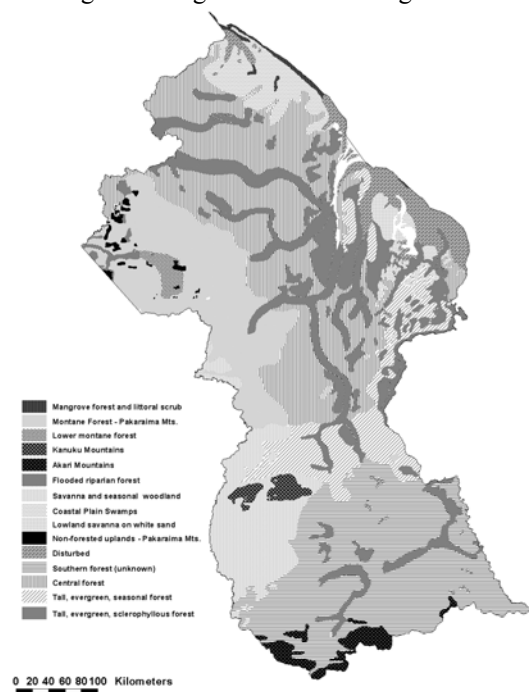 Mangrove forest and littoral scrub
Montane Forest - Pakaraima Mts.
Lower montane forest
Kanuku Mountains
Akari Mountains
Flooded riparian forest
Savanna and seasonal woodland
Coastal Plain Swamps
Lowland savanna on white sand
Non-forested uplands - Pakaraima Mts.
Disturbed
Southern forest (unknown)
Central forest
Tall, evergreen, seasonal forest
Tall, evergreen, sclerophyllous forest
0 20 40 60 80 100 Kilometers